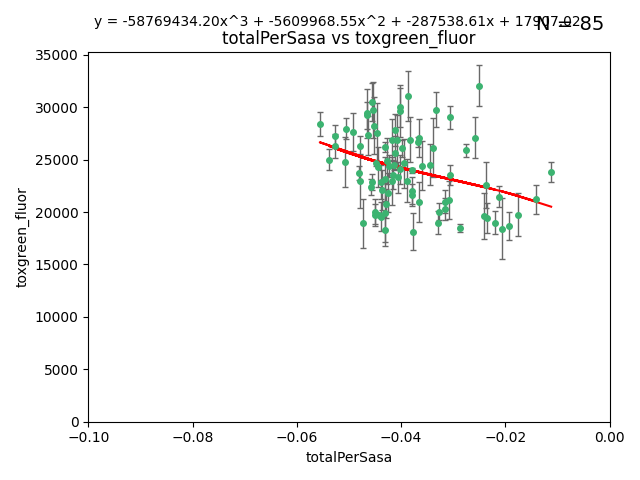 y = -58769434.20x^3 + -5609968.55x^2 + -287538.61x +
N = 85
totalPerSasa vs toxgreen_fluor
35000
30000
25000
20000
15000
10000
5000
0
toxgreen_fluor
−0.10
−0.08
−0.06
−0.04
−0.02
0.00
totalPerSasa